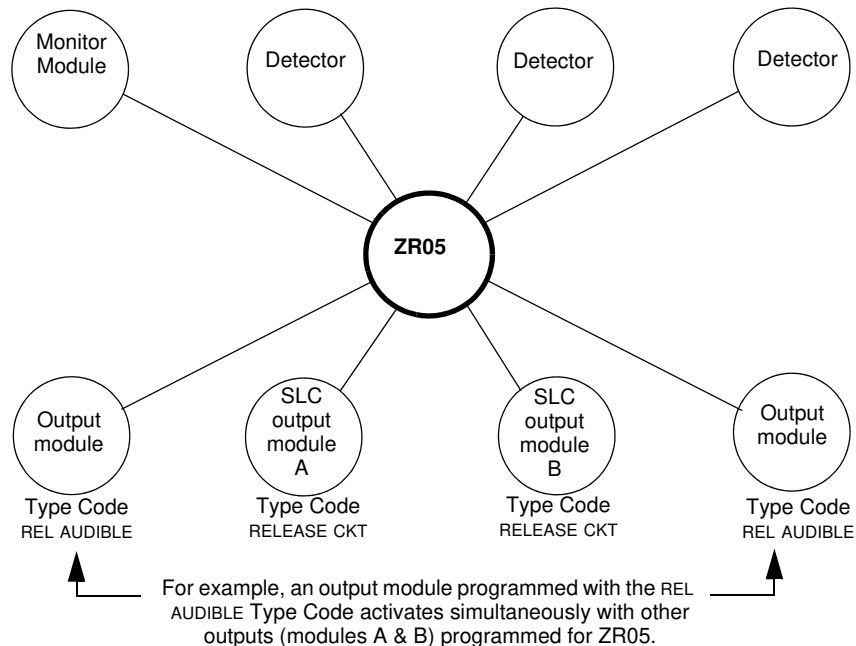 Monitor
Module
Detector
Detector
Detector
ZR05
Output
module
SLC
output
module
A
SLC
output
module
B
Output
module
Type Code
REL AUDIBLE
Type Code
RELEASE CKT
Type Code
RELEASE CKT
Type Code
REL AUDIBLE
For example, an output module programmed with the REL
AUDIBLE Type Code activates simultaneously with other
outputs (modules A & B) programmed for ZR05.